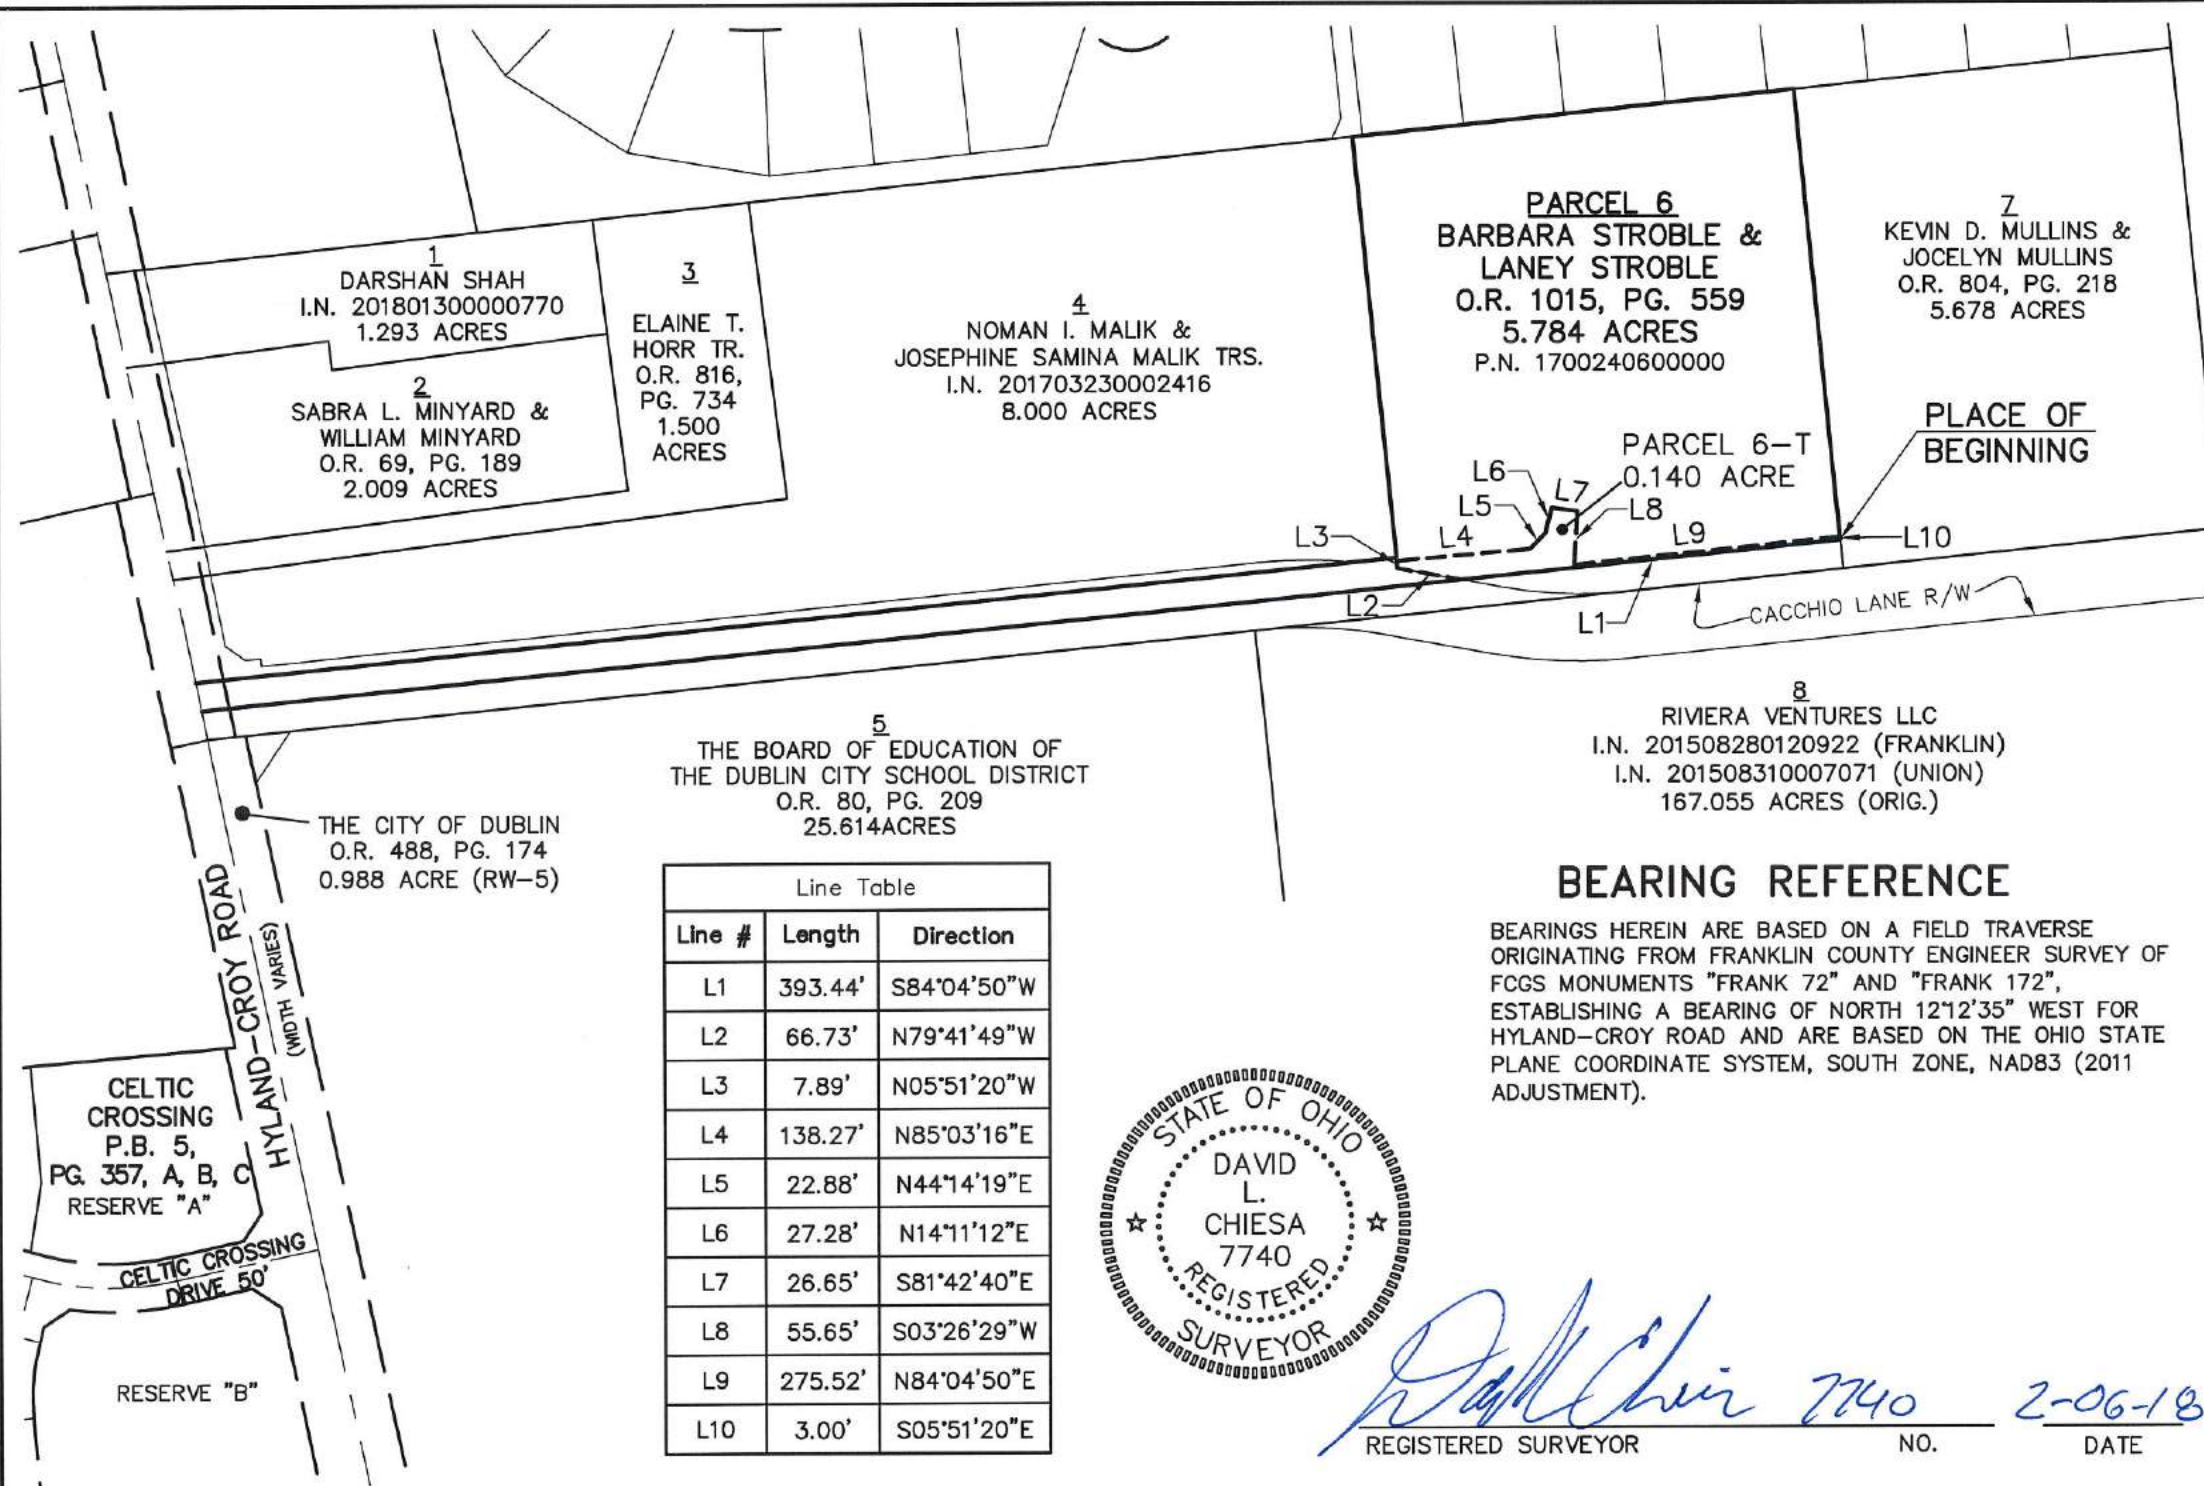 1
DARSHAN SHAH
I.N. 201801300000770
1.293 ACRES
2
SABRA L. MINYARD &
WILLIAM MINYARD
O.R. 69, PG. 189
2.009 ACRES
3
ELAINE T.
HORR TR.
O.R. 816,
PG. 734
1.500
ACRES
4
NOMAN I. MALIK &
JOSEPHINE SAMINA MALIK TRS.
I.N. 201703230002416
8.000 ACRES
PARCEL 6
BARBARA STROBLE &
LANEY STROBLE
O.R. 1015, PG. 559
5.784 ACRES
P.N. 1700240600000
7
KEVIN D. MULLINS &
JOCELYN MULLINS
O.R. 804, PG. 218
5.678 ACRES
PLACE OF
BEGINNING
PARCEL 6-T
0.140 ACRE
L6
L7
L5
L8
L3
L4
L9
L10
L2
L1
CACCHIO LANE R/W
5
THE BOARD OF EDUCATION OF
THE DUBLIN CITY SCHOOL DISTRICT
O.R. 80, PG. 209
25.614ACRES
8
RIVIERA VENTURES LLC
I.N. 201508280120922 (FRANKLIN)
I.N. 201508310007071 (UNION)
167.055 ACRES (ORIG.)
THE CITY OF DUBLIN
O.R. 488, PG. 174
0.988 ACRE (RW-5)
HYLAND-CROY ROAD
(WIDTH VARIES)
CELTIC
CROSSING
P.B. 5,
PG. 357, A, B, C
RESERVE "A"
CELTIC CROSSING
DRIVE 50'
RESERVE "B"
Line Table
Line # Length Direction
L1 393.44' S84°04'50"W
L2 66.73' N79°41'49"W
L3 7.89' N05°51'20"W
L4 138.27' N85°03'16"E
L5 22.88' N44°14'19"E
L6 27.28' N14°11'12"E
L7 26.65' S81°42'40"E
L8 55.65' S03°26'29"W
L9 275.52' N84°04'50"E
L10 3.00' S05°51'20"E
BEARING REFERENCE
BEARINGS HEREIN ARE BASED ON A FIELD TRAVERSE
ORIGINATING FROM FRANKLIN COUNTY ENGINEER SURVEY OF
FCGS MONUMENTS "FRANK 72" AND "FRANK 172",
ESTABLISHING A BEARING OF NORTH 12°12'35" WEST FOR
HYLAND-CROY ROAD AND ARE BASED ON THE OHIO STATE
PLANE COORDINATE SYSTEM, SOUTH ZONE, NAD83 (2011
ADJUSTMENT).
STATE OF OHIO
DAVID
L.
CHIESA
7740
REGISTERED
SURVEYOR
7740 2-06-18
REGISTERED SURVEYOR NO. DATE